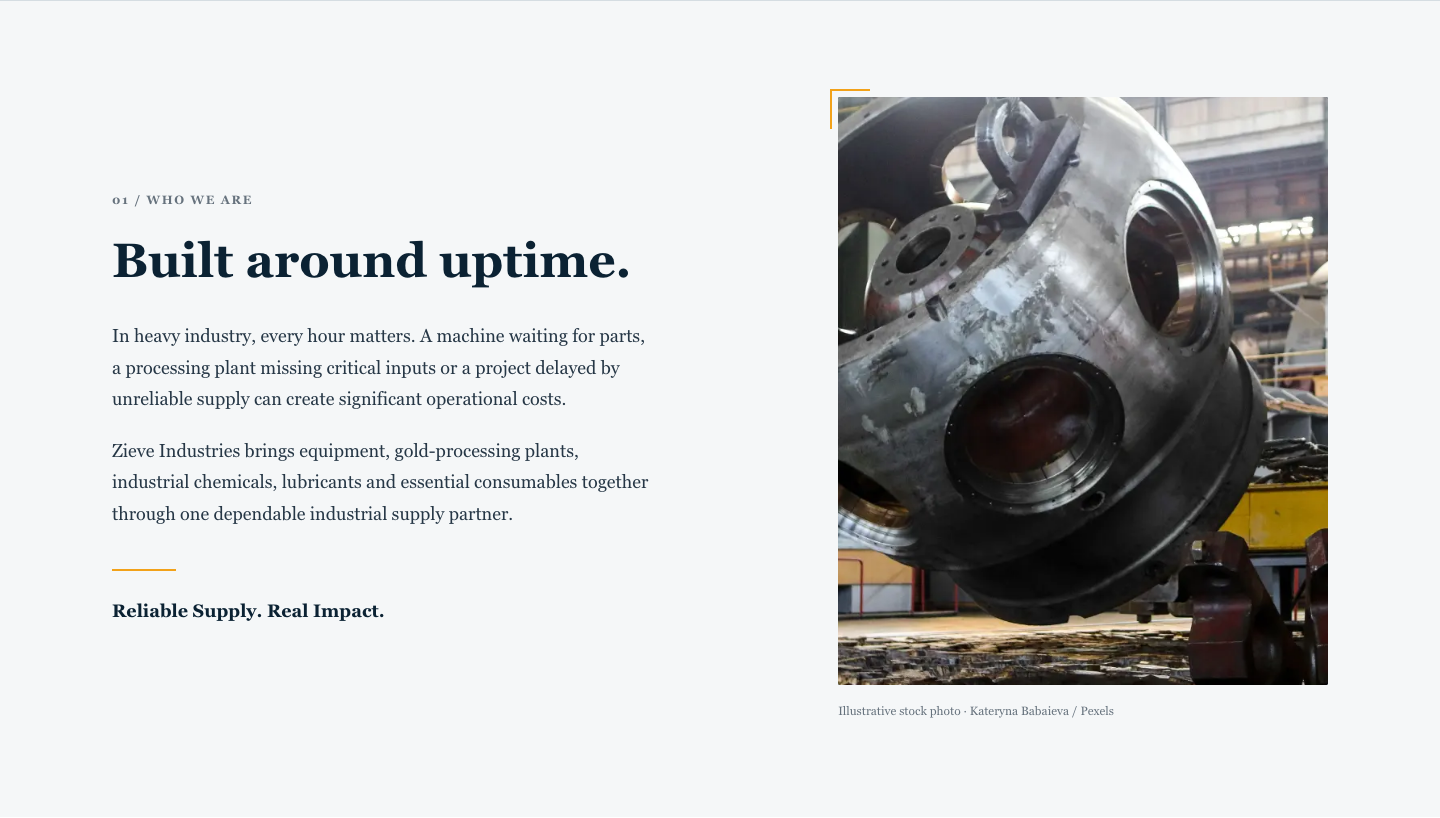 01 / WHO WE ARE
Built around uptime.
In heavy industry, every hour matters. A machine waiting for parts,
a processing plant missing critical inputs or a project delayed by
unreliable supply can create significant operational costs.
Zieve Industries brings equipment, gold-processing plants,
industrial chemicals, lubricants and essential consumables together
through one dependable industrial supply partner.
Reliable Supply. Real Impact.
Illustrative stock photo · Kateryna Babaieva / Pexels